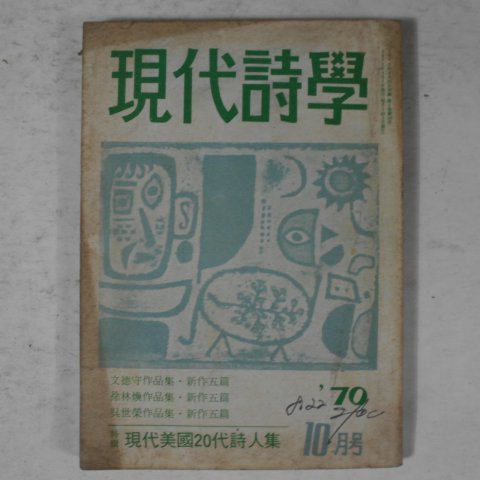 現代詩學
文德守作品集・新作五篇
徐林煥作品集・新作五篇
吳世榮作品集・新作五篇
'70
特輯 現代美國20代詩人集
10月号